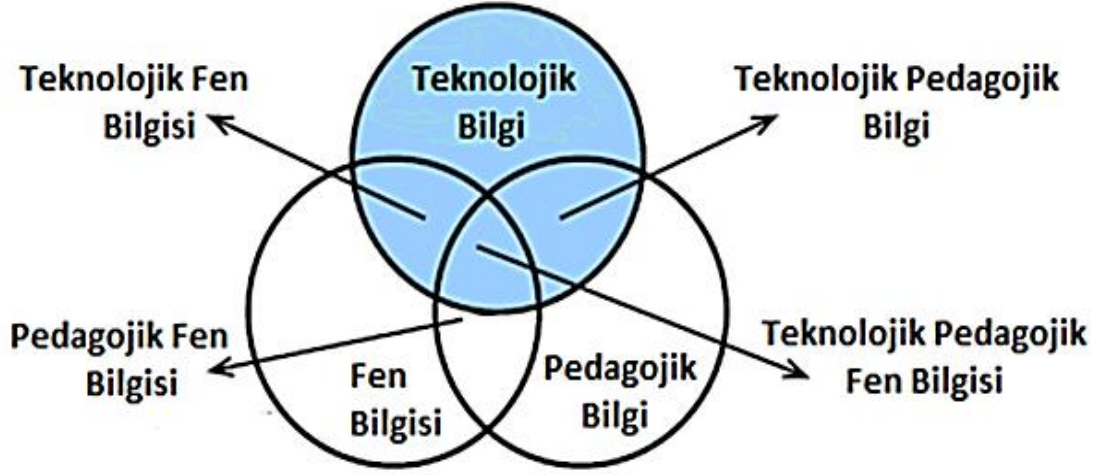 Teknolojik Fen
Bilgisi
Teknolojik
Bilgi
Teknolojik Pedagojik
Bilgi
Pedagojik Fen
Bilgisi
Fen
Bilgisi
Pedagojik
Bilgi
Teknolojik Pedagojik
Fen Bilgisi